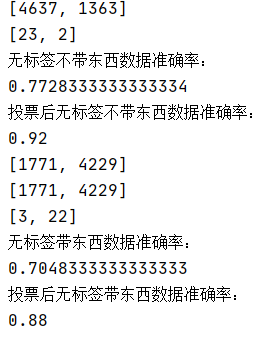 [4637, 1363]
[23, 2]
无标签不带东西数据准确率：
0.7728333333333334
投票后无标签不带东西数据准确率：
0.92
[1771, 4229]
[1771, 4229]
[3, 22]
无标签带东西数据准确率：
0.7048333333333333
投票后无标签带东西数据准确率：
0.88